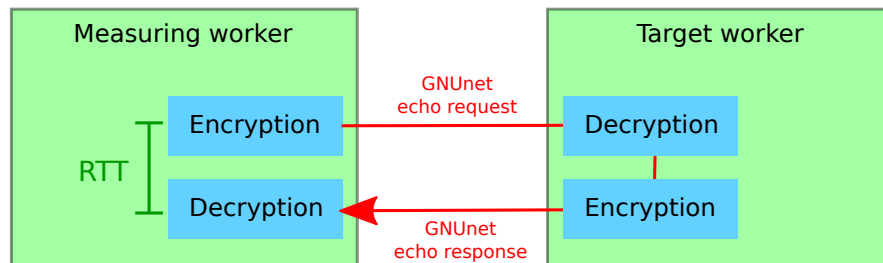 Measuring worker
Target worker
GNUnet
echo request
Encryption
Decryption
RTT
Decryption
Encryption
GNUnet
echo response